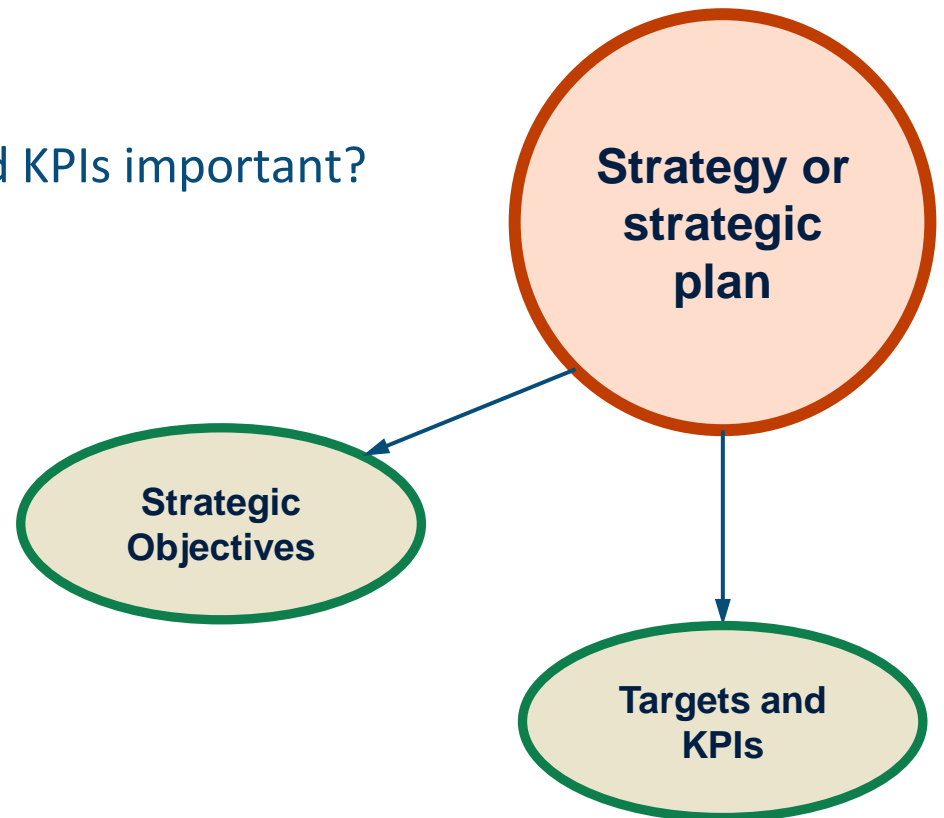 d KPIs important?
Strategy or
strategic
plan
Strategic
Objectives
Targets and
KPIs